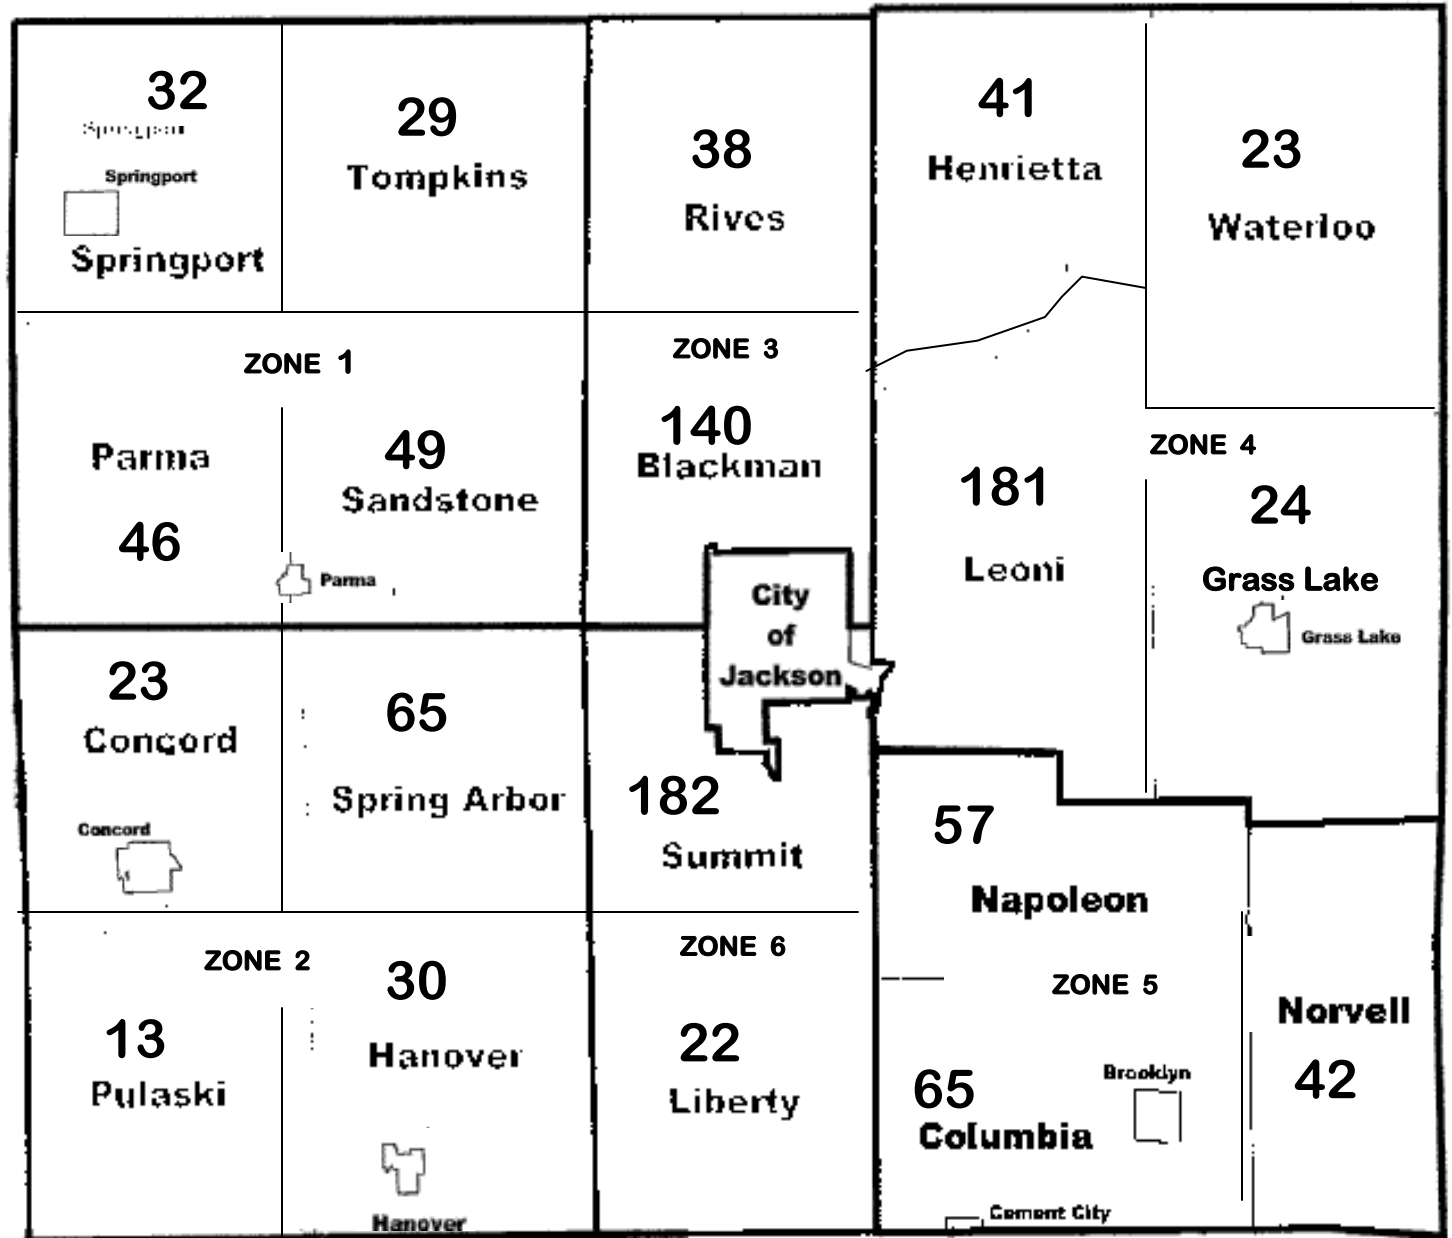 32
Springport
Springport
Springport
29
Tompkins
38
Rives
41
Henrietta
23
Waterloo
ZONE 1
Parma
46
49
Sandstone
Parma
ZONE 3
140
Blackman
City
of
Jackson
181
Leoni
ZONE 4
24
Grass Lake
Grass Lake
23
Concord
Concord
65
Spring Arbor
182
Summit
57
Napoleon
ZONE 2
13
Pulaski
30
Hanover
Hanover
ZONE 6
22
Liberty
ZONE 5
65
Columbia
Brooklyn
Cement City
Norvell
42